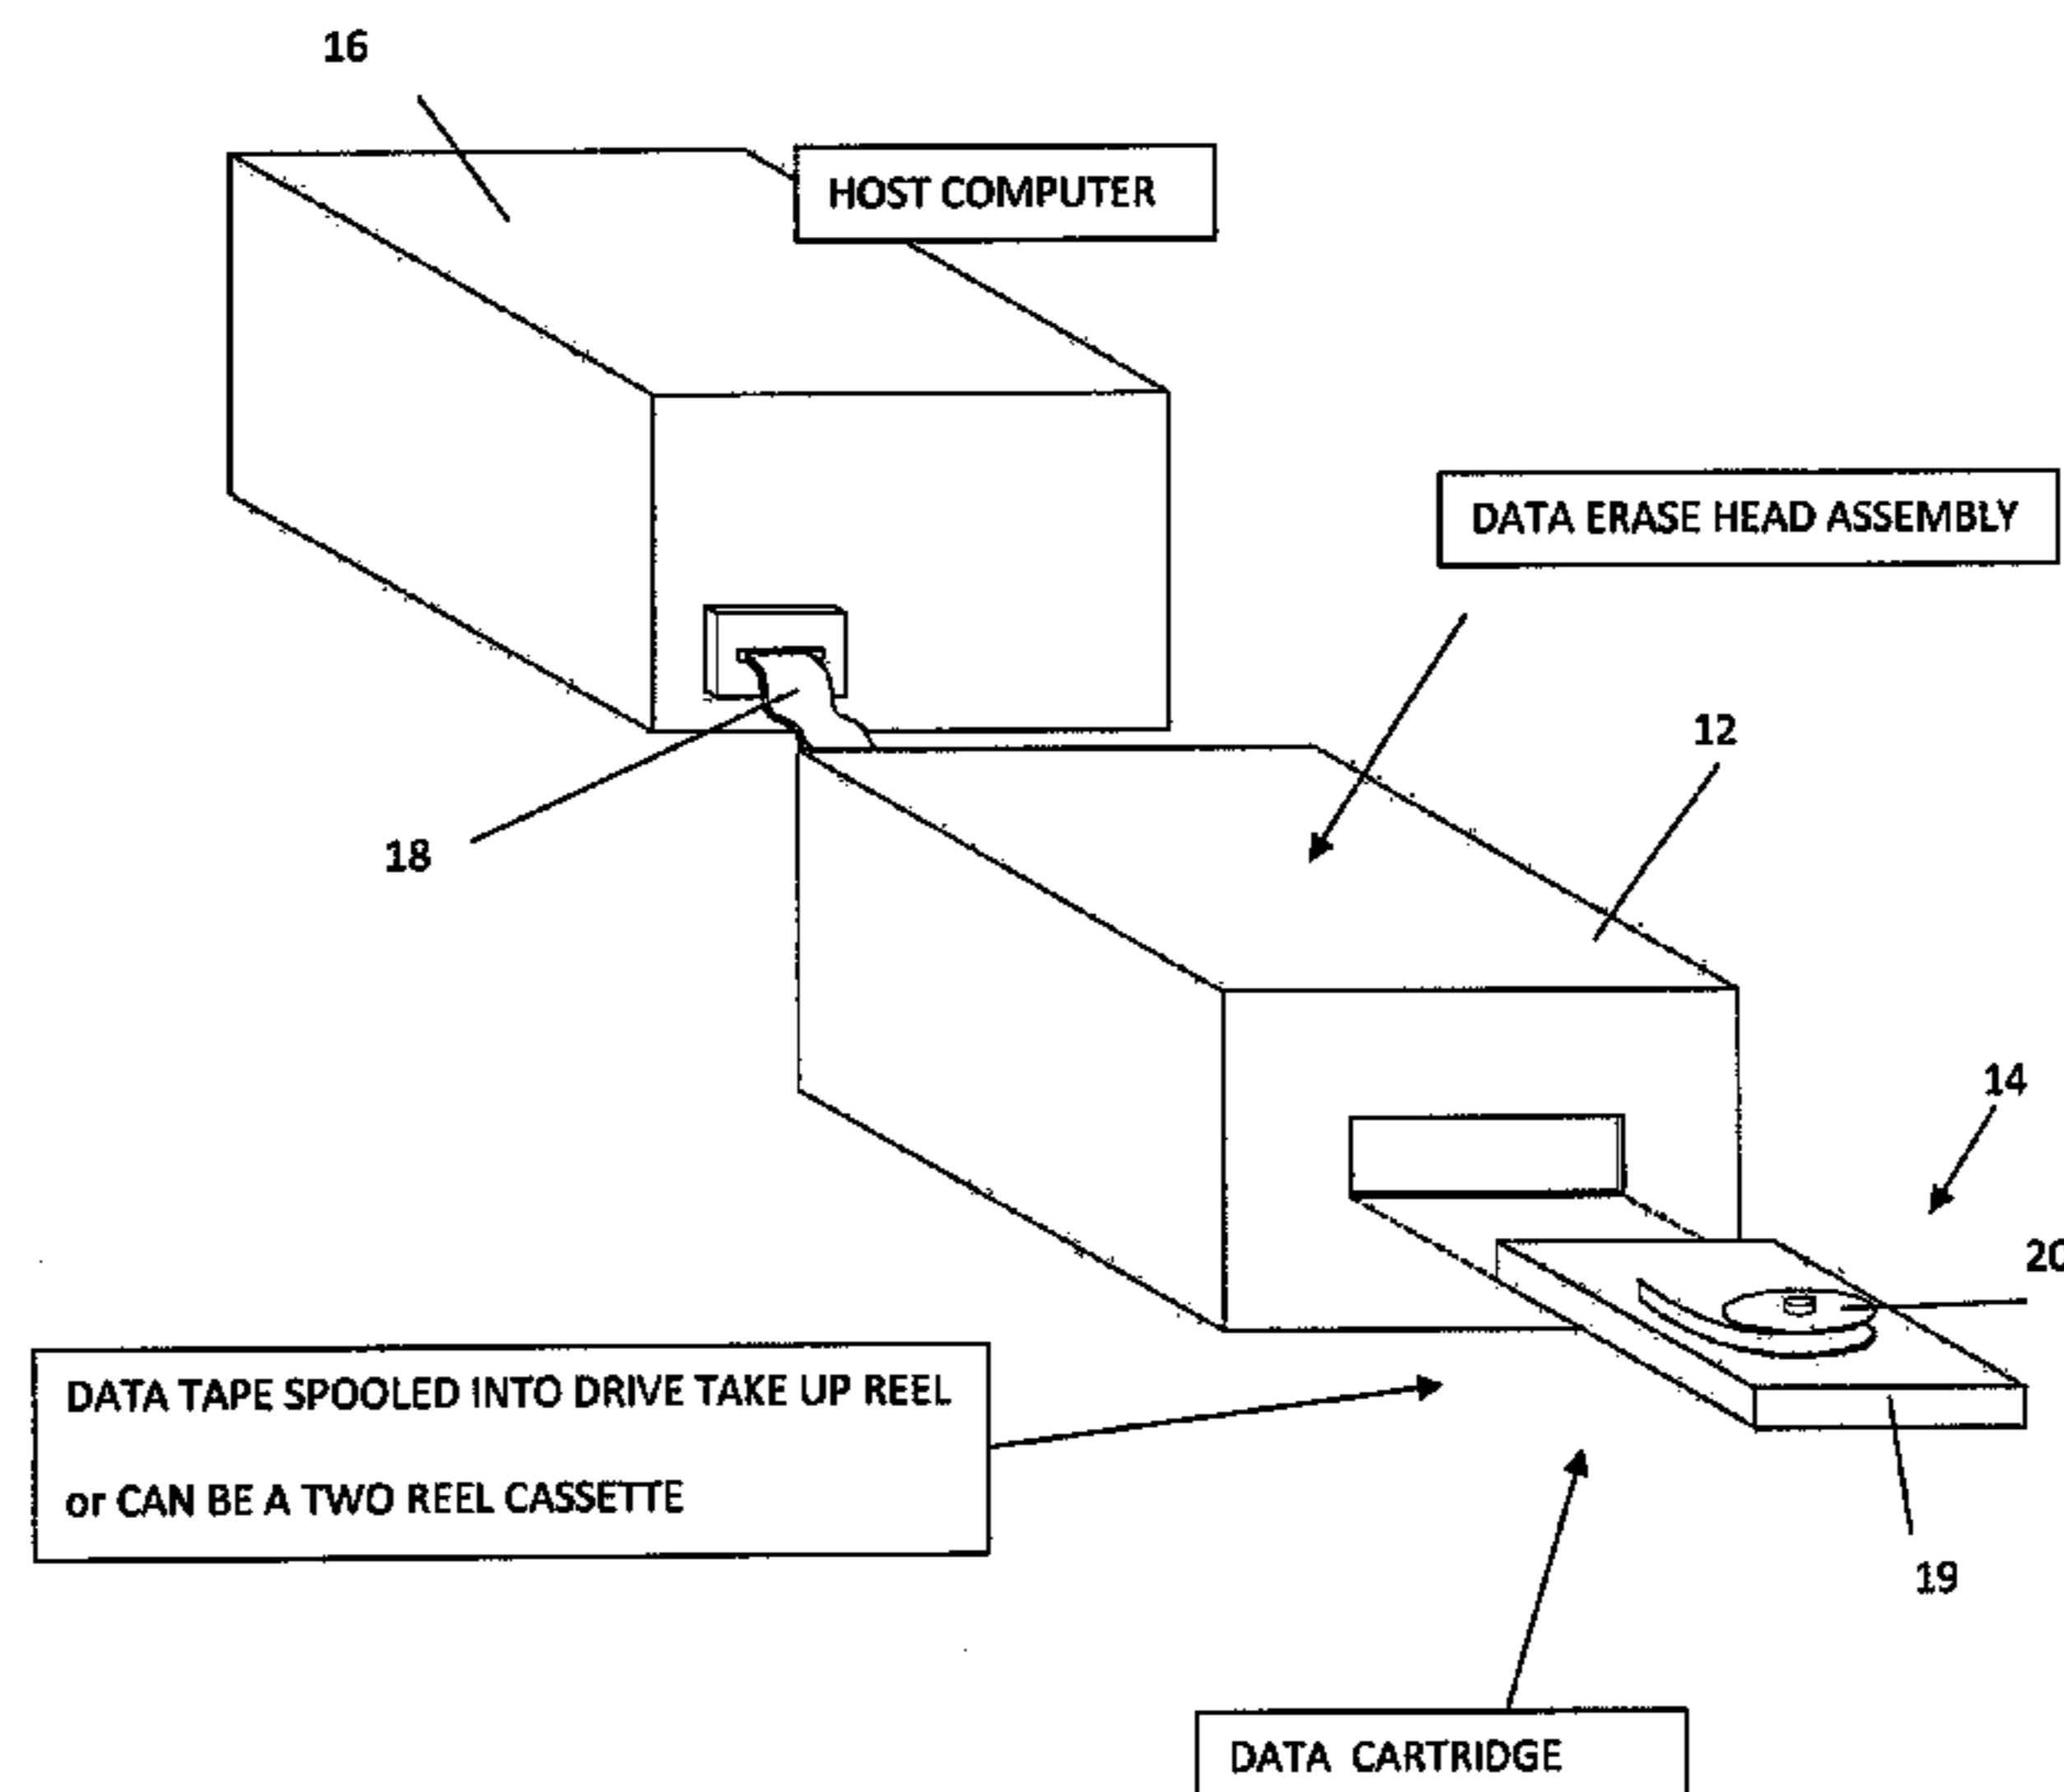 16
HOST COMPUTER
DATA ERASE HEAD ASSEMBLY
12
18
14
20
DATA TAPE SPOOLED INTO DRIVE TAKE UP REEL
or CAN BE A TWO REEL CASSETTE
19
DATA CARTRIDGE